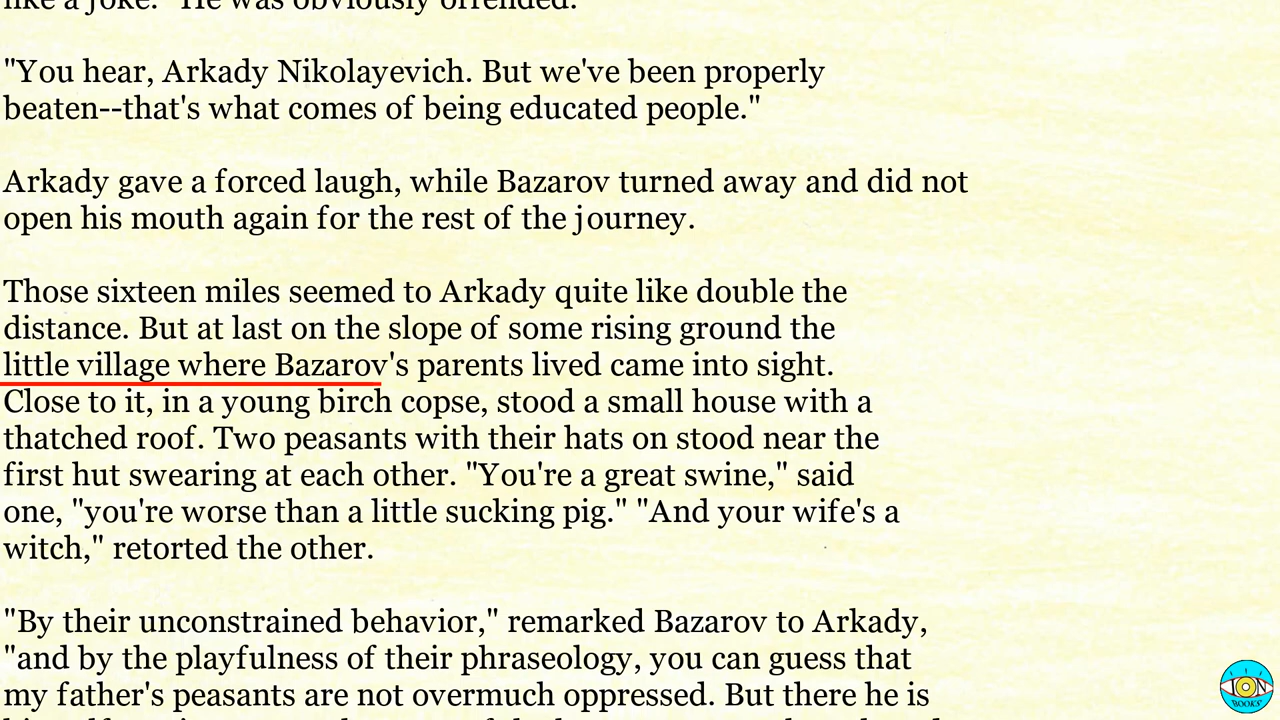 like a joke." He was obviously offended.
"You hear, Arkady Nikolayevich. But we've been properly
beaten--that's what comes of being educated people."
Arkady gave a forced laugh, while Bazarov turned away and did not
open his mouth again for the rest of the journey.
Those sixteen miles seemed to Arkady quite like double the
distance. But at last on the slope of some rising ground the
little village where Bazarov's parents lived came into sight.
Close to it, in a young birch copse, stood a small house with a
thatched roof. Two peasants with their hats on stood near the
first hut swearing at each other. "You're a great swine," said
one, "you're worse than a little sucking pig." "And your wife's a
witch," retorted the other.
"By their unconstrained behavior," remarked Bazarov to Arkady,
"and by the playfulness of their phraseology, you can guess that
my father's peasants are not overmuch oppressed. But there he is
ION
BOOKS